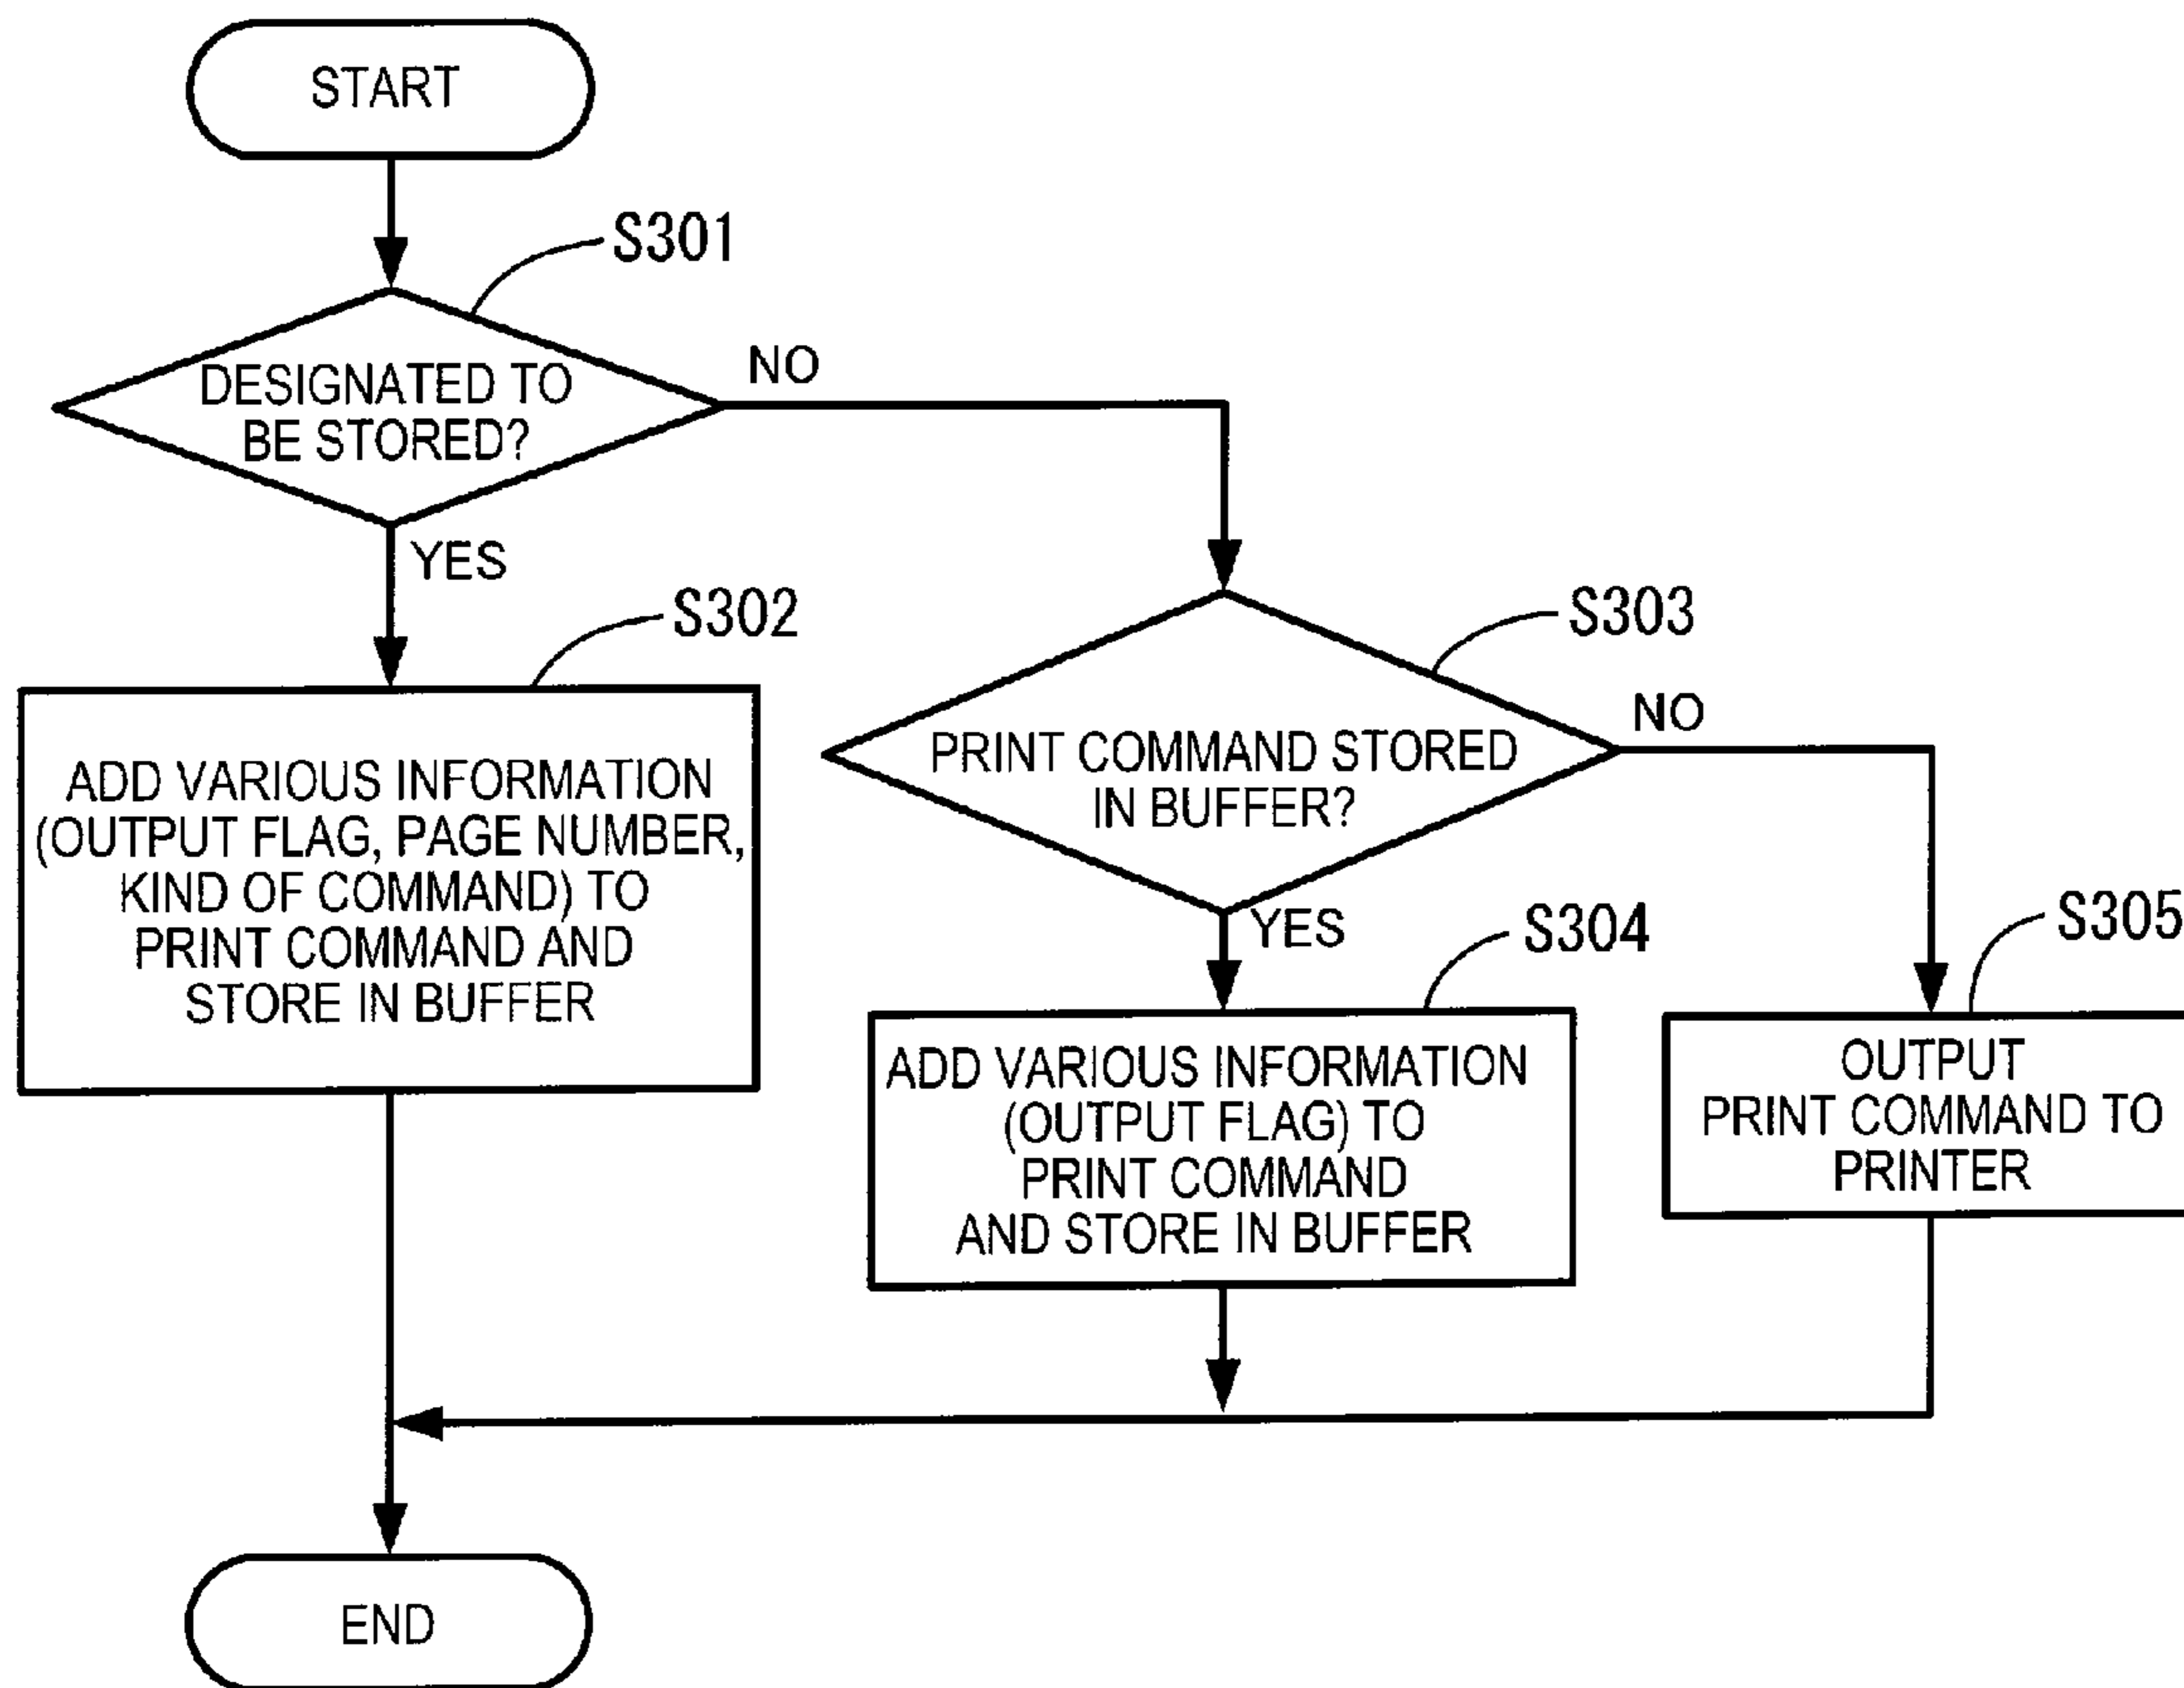 START
S301
DESIGNATED TO
BE STORED?
NO
YES
S302
ADD VARIOUS INFORMATION
(OUTPUT FLAG, PAGE NUMBER,
KIND OF COMMAND) TO
PRINT COMMAND AND
STORE IN BUFFER
S303
PRINT COMMAND STORED
IN BUFFER?
NO
YES
S304
ADD VARIOUS INFORMATION
(OUTPUT FLAG) TO
PRINT COMMAND
AND STORE IN BUFFER
S305
OUTPUT
PRINT COMMAND TO
PRINTER
END